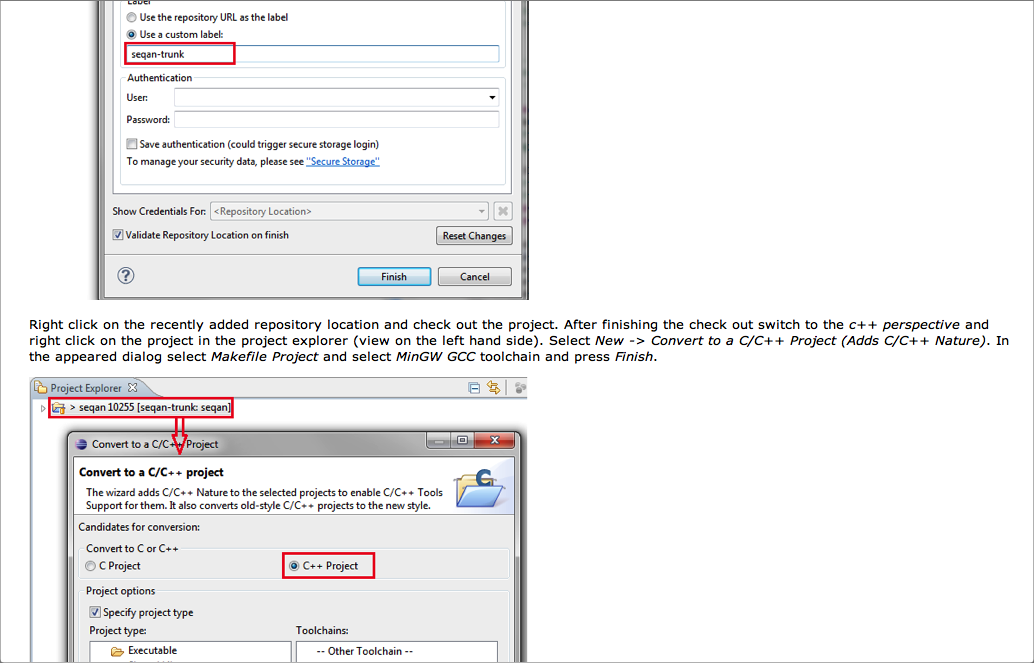 Label
Use the repository URL as the label
Use a custom label:
seqan-trunk
Authentication
User:
Password:
Save authentication (could trigger secure storage login)
To manage your security data, please see "Secure Storage"
Show Credentials For: <Repository Location>
Validate Repository Location on finish
Reset Changes
?
Finish
Cancel
Right click on the recently added repository location and check out the project. After finishing the check out switch to the c++ perspective and
right click on the project in the project explorer (view on the left hand side). Select New -> Convert to a C/C++ Project (Adds C/C++ Nature). In
the appeared dialog select Makefile Project and select MinGW GCC toolchain and press Finish.
Project Explorer
> seqan 10255 [seqan-trunk: seqan]
Convert to a C/C++ Project
Convert to a C/C++ project
The wizard adds C/C++ Nature to the selected projects to enable C/C++ Tools
Support for them. It also converts old-style C/C++ projects to the new style.
Candidates for conversion:
Convert to C or C++
C Project
C++ Project
Project options
Specify project type
Project type:
Toolchains:
Executable
-- Other Toolchain --